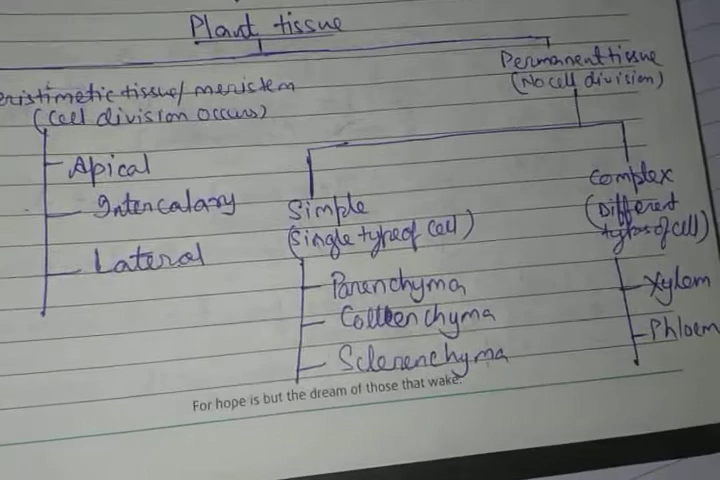 Plant tissue
Permanent tissue
(No cell division)
eristimetic tissue/ meristem
(Cell division occurs)
Apical
Intercalary
Lateral
Simple
(Single type of cell)
Parenchyma
Collenchyma
Sclerenchyma
Complex
(Different
types of cell)
Xylem
Phloem
For hope is but the dream of those that wake.